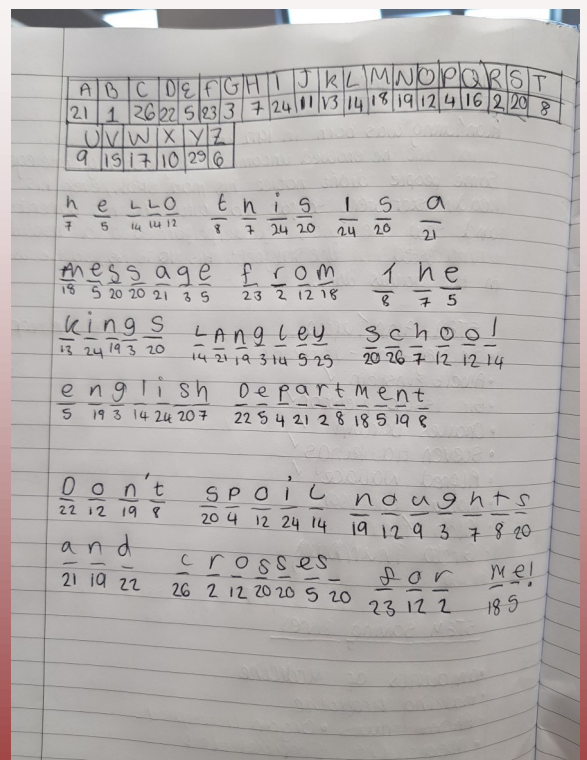 A B C D E F G H I J K L M N O P Q R S T
21 1 26 22 5 23 3 7 24 11 13 14 18 19 12 4 16 2 20 8
U V W X Y Z
9 15 17 10 25 6
h e L L O t h i s I s a
7 5 14 14 12 8 7 24 20 24 20 21
message from The
18 5 20 20 21 3 5 23 2 12 18 8 7 5
kings LAngley school
13 24 19 3 20 14 21 19 3 14 5 25 20 26 7 12 12 14
english Department
5 19 3 14 24 20 7 22 5 4 21 2 8 18 5 19 8
Don't spoiL noughts
22 12 19 8 20 4 12 24 14 19 12 9 3 7 8 20
and crosses for me!
21 19 22 26 2 12 20 20 5 20 23 12 2 18 5